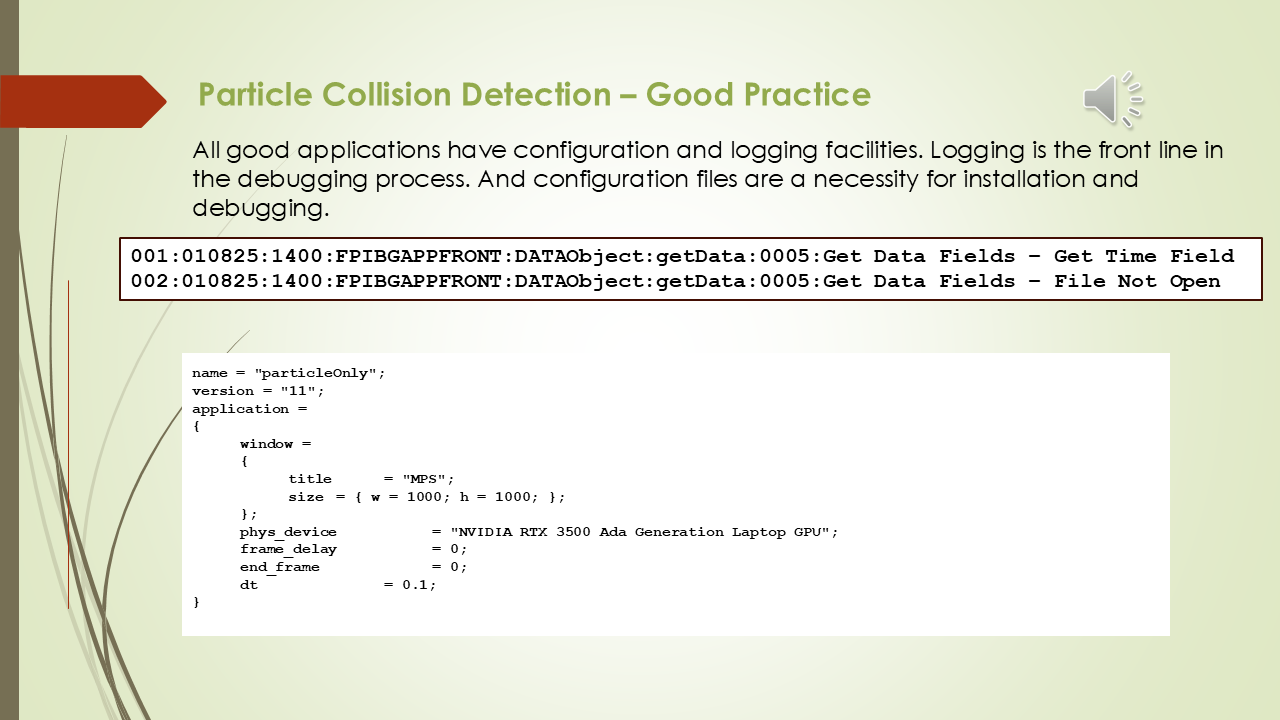 Particle Collision Detection – Good Practice
All good applications have configuration and logging facilities. Logging is the front line in
the debugging process. And configuration files are a necessity for installation and
debugging.
001:010825:1400:FPIBGAPPFRONT:DATAObject:getData:0005:Get Data Fields – Get Time Field
002:010825:1400:FPIBGAPPFRONT:DATAObject:getData:0005:Get Data Fields – File Not Open
name = "particleOnly";
version = "11";
application =
{
window =
{
title = "MPS";
size = { w = 1000; h = 1000; };
};
phys_device = "NVIDIA RTX 3500 Ada Generation Laptop GPU";
frame_delay = 0;
end_frame = 0;
dt = 0.1;
}